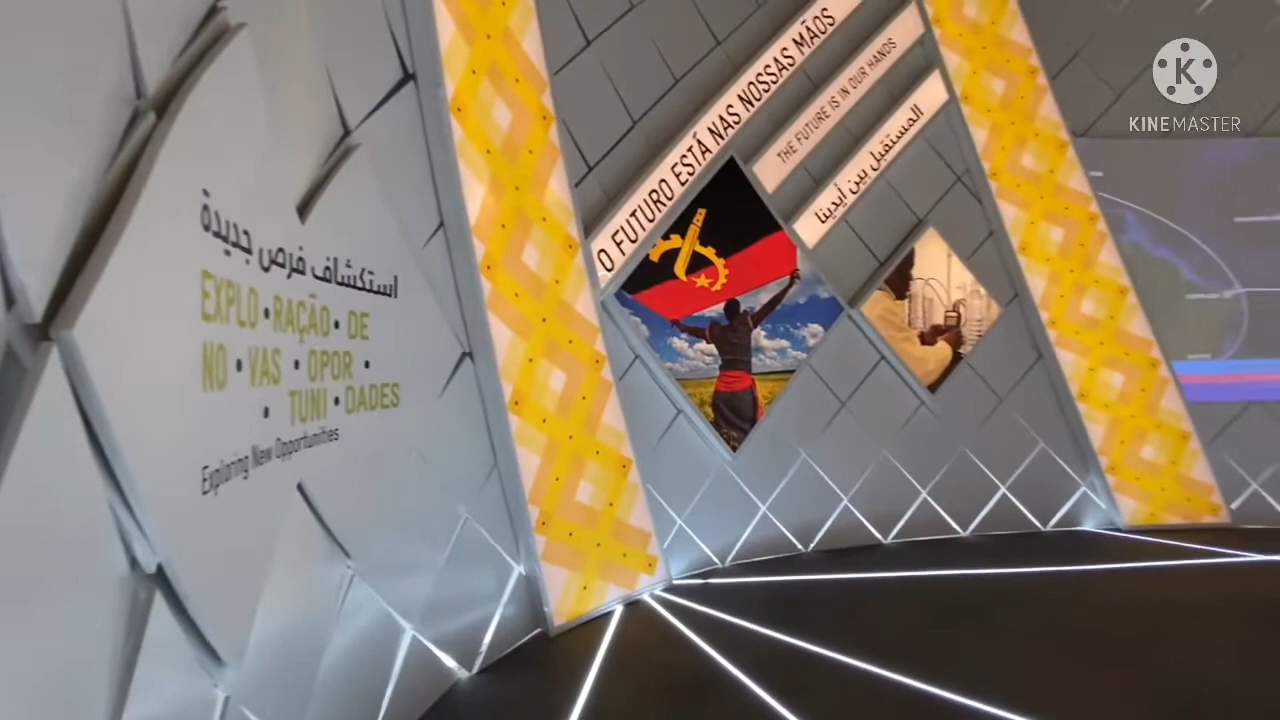 استكشاف فرص جديدة
EXPLO • RAÇÃO • DE
NO • VAS • OPOR •
• TUNI • DADES
Exploring New Opportunities
O FUTURO ESTÁ NAS NOSSAS MÃOS
THE FUTURE IS IN OUR HANDS
المستقبل بين أيدينا
K
KINEMASTER